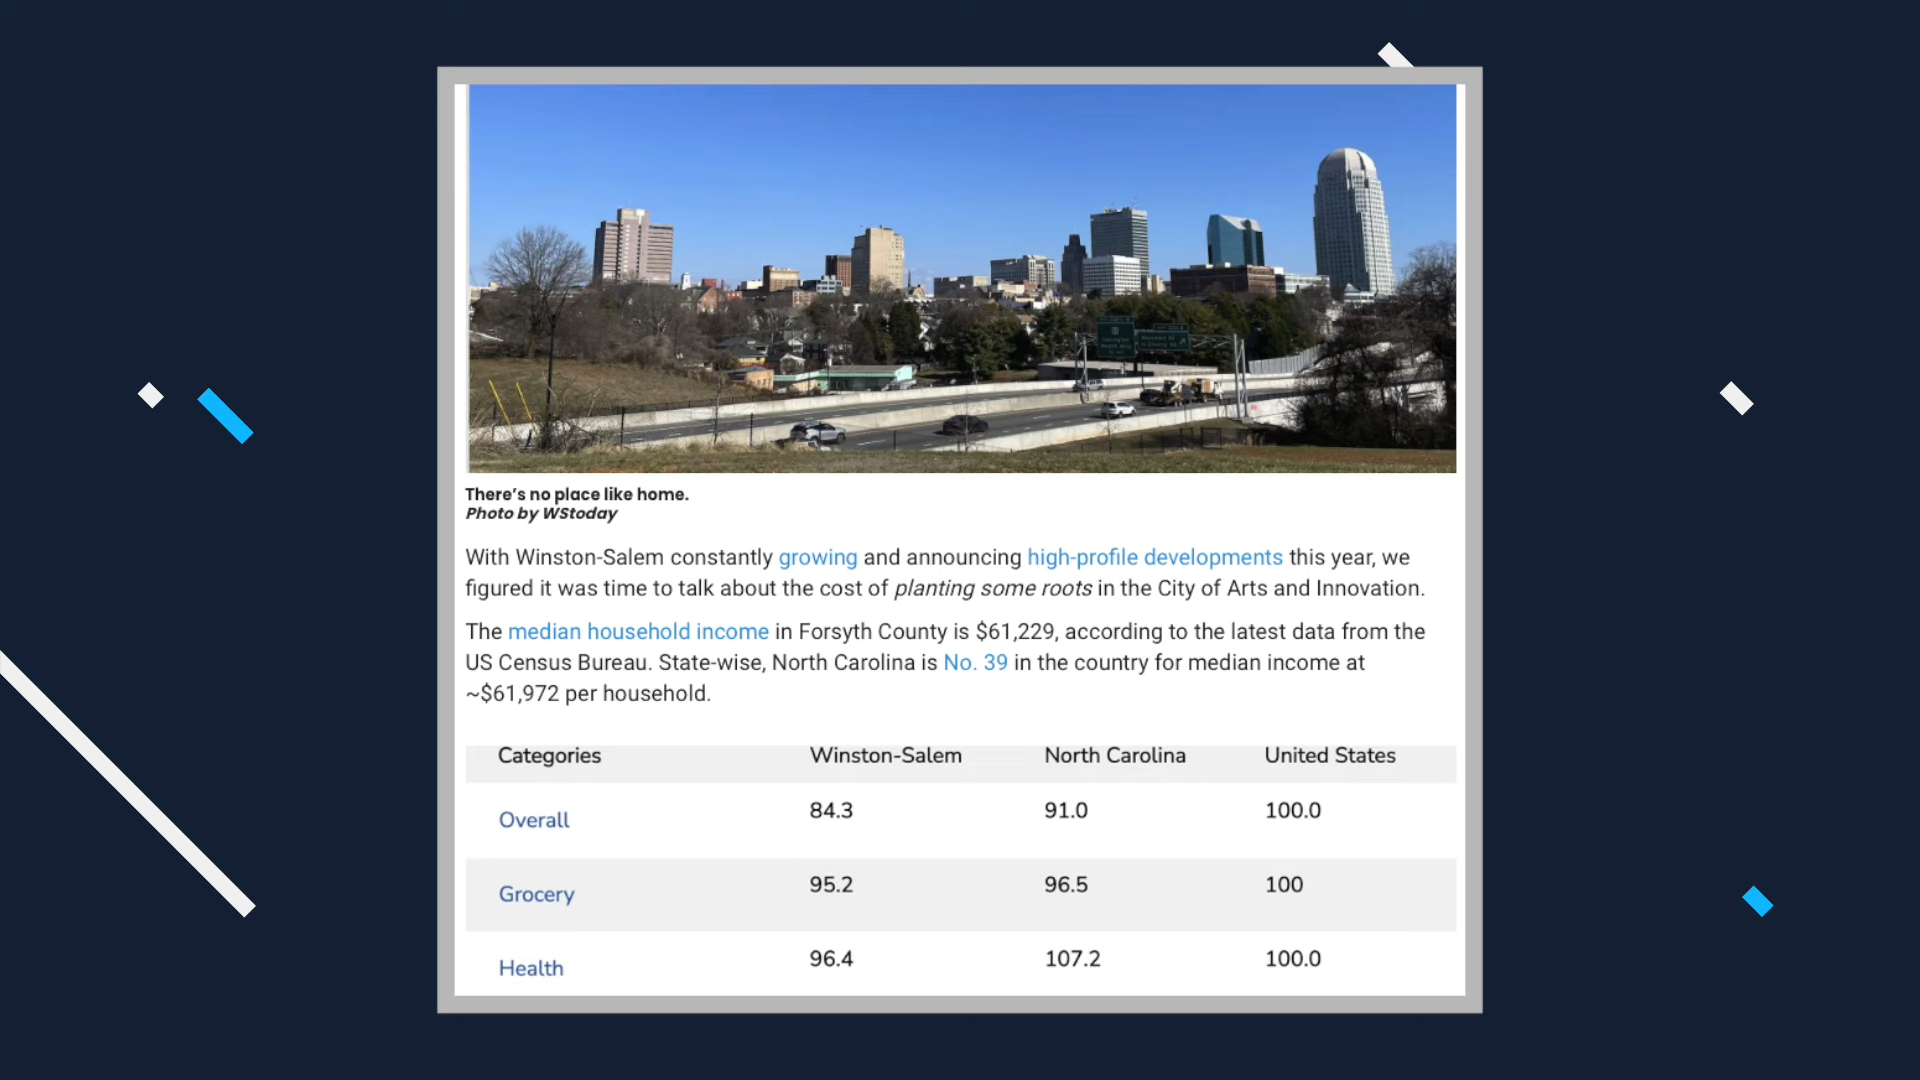 There's no place like home.
Photo by WStoday
With Winston-Salem constantly growing and announcing high-profile developments this year, we
figured it was time to talk about the cost of planting some roots in the City of Arts and Innovation.
The median household income in Forsyth County is $61,229, according to the latest data from the
US Census Bureau. State-wise, North Carolina is No. 39 in the country for median income at
~$61,972 per household.
Categories Winston-Salem North Carolina United States
Overall 84.3 91.0 100.0
Grocery 95.2 96.5 100
Health 96.4 107.2 100.0